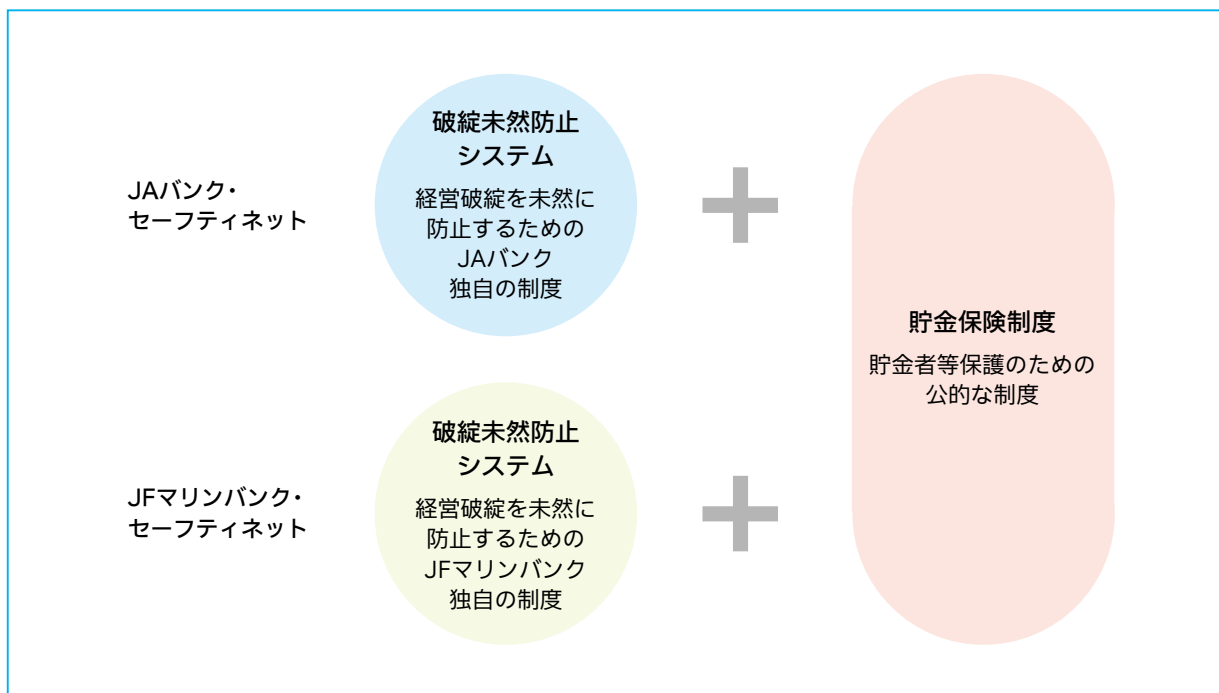 JAバンク・
セーフティネット
破綻未然防止
システム
経営破綻を未然に
防止するための
JAバンク
独自の制度
JFマリンバンク・
セーフティネット
破綻未然防止
システム
経営破綻を未然に
防止するための
JFマリンバンク
独自の制度
貯金保険制度
貯金者等保護のための
公的な制度